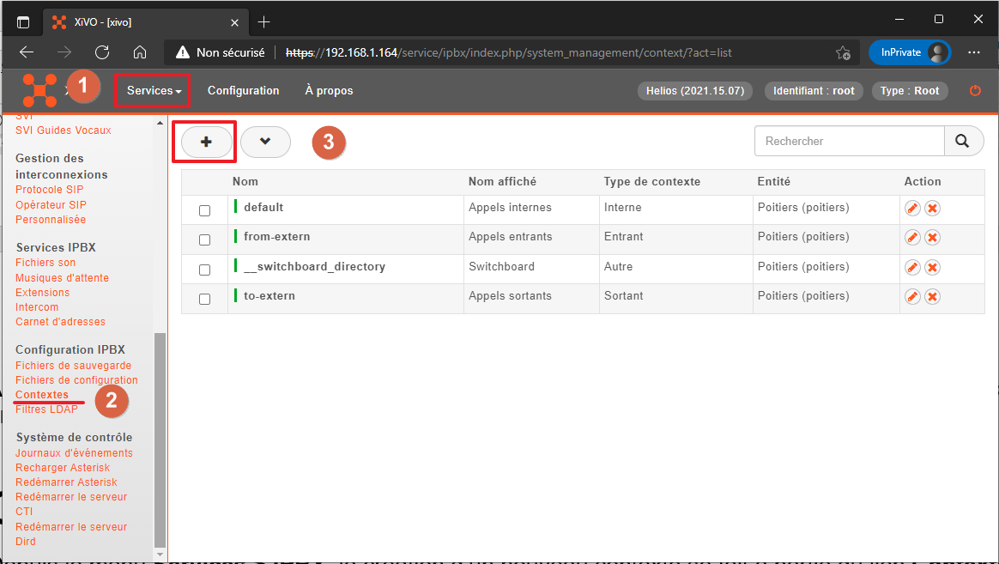 XiVO - [xivo]
Non sécurisé https://192.168.1.164/service/ipbx/index.php/system_management/context/?act=list InPrivate
1 Services Configuration À propos Helios (2021.15.07) Identifiant : root Type : Root
SVI
SVI Guides Vocaux
Gestion des
interconnexions
Protocole SIP
Opérateur SIP
Personnalisée
Services IPBX
Fichiers son
Musiques d'attente
Extensions
Intercom
Carnet d'adresses
Configuration IPBX
Fichiers de sauvegarde
Fichiers de configuration
Contextes
2
Filtres LDAP
Système de contrôle
Journaux d'événements
Recharger Asterisk
Redémarrer Asterisk
Redémarrer le serveur
CTI
Redémarrer le serveur
Dird
3 Rechercher
Nom Nom affiché Type de contexte Entité Action
default Appels internes Interne Poitiers (poitiers)
from-extern Appels entrants Entrant Poitiers (poitiers)
__switchboard_directory Switchboard Autre Poitiers (poitiers)
to-extern Appels sortants Sortant Poitiers (poitiers)